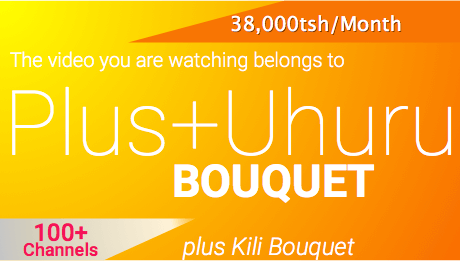 38,000tsh/Month
The video you are watching belongs to
Plus+Uhuru
BOUQUET
100+
Channels
plus Kili Bouquet